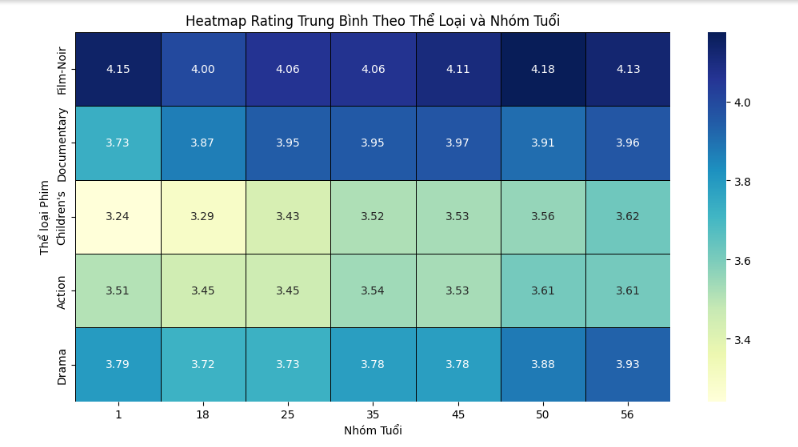 Heatmap Rating Trung Bình Theo Thể Loại và Nhóm Tuổi
Thể loại Phim
Film-Noir 4.15 4.00 4.06 4.06 4.11 4.18 4.13
Documentary 3.73 3.87 3.95 3.95 3.97 3.91 3.96
Children's 3.24 3.29 3.43 3.52 3.53 3.56 3.62
Action 3.51 3.45 3.45 3.54 3.53 3.61 3.61
Drama 3.79 3.72 3.73 3.78 3.78 3.88 3.93
1 18 25 35 45 50 56
Nhóm Tuổi
4.0
3.8
3.6
3.4